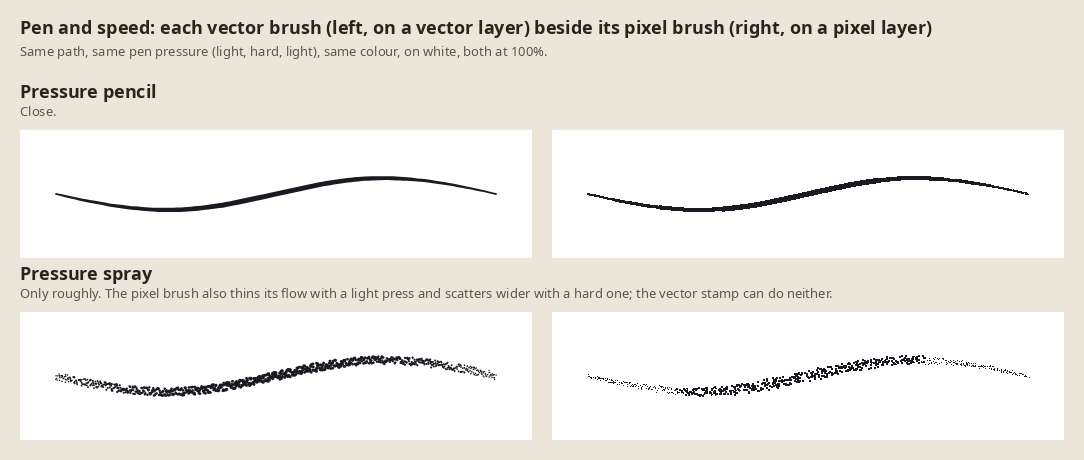 Pen and speed: each vector brush (left, on a vector layer) beside its pixel brush (right, on a pixel layer)
Same path, same pen pressure (light, hard, light), same colour, on white, both at 100%.
Pressure pencil
Close.
Pressure spray
Only roughly. The pixel brush also thins its flow with a light press and scatters wider with a hard one; the vector stamp can do neither.